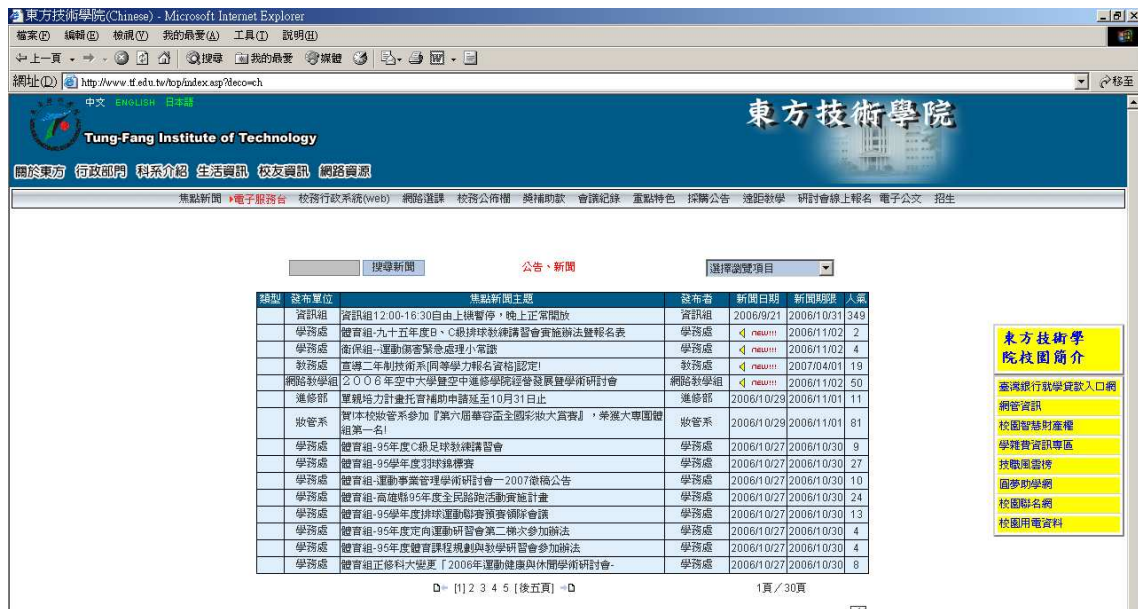 東方技術學院(Chinese) - Microsoft Internet Explorer
檔案(F) 編輯(E) 檢視(V) 我的最愛(A) 工具(T) 說明(H)
上一頁 搜尋 我的最愛 媒體
網址(D) http://www.tf.edu.tw/top/index.asp?deco=ch 移至
中文 ENGLISH 日本語
東方技術學院
Tung-Fang Institute of Technology
關於東方 行政部門 科系介紹 生活資訊 校友資訊 網路資源
焦點新聞 電子服務台 校務行政系統(web) 網路選課 校務公佈欄 獎補助款 會議紀錄 重點特色 採購公告 遠距教學 研討會線上報名 電子公文 招生
搜尋新聞 公告、新聞 選擇瀏覽項目
類型 發布單位 焦點新聞主題 發布者 新聞日期 新聞期限 人氣
資訊組 資訊組12:00-16:30自由上機暫停,晚上正常開放 資訊組 2006/9/21 2006/10/31 349
學務處 體育組-九十五年度B、C級排球教練講習會實施辦法暨報名表 學務處 new!!! 2006/11/02 2
學務處 衛保組--運動傷害緊急處理小常識 學務處 new!!! 2006/11/02 4
教務處 宣導二年制技術系[同等學力報名資格]認定! 教務處 new!!! 2007/04/01 19
網路教學組 2006年空中大學暨空中進修學院經營發展暨學術研討會 網路教學組 new!!! 2006/11/02 50
進修部 單親培力計畫托育補助申請延至10月31日止 進修部 2006/10/29 2006/11/01 11
妝管系 賀!本校妝管系參加『第六屆華容盃全國彩妝大賞賽』,榮獲大專團體組第一名! 妝管系 2006/10/29 2006/11/01 81
學務處 體育組-95年度C級足球教練講習會 學務處 2006/10/27 2006/10/30 9
學務處 體育組-95學年度羽球錦標賽 學務處 2006/10/27 2006/10/30 27
學務處 體育組-運動事業管理學術研討會一2007徵稿公告 學務處 2006/10/27 2006/10/30 10
學務處 體育組-高雄縣95年度全民路跑活動實施計畫 學務處 2006/10/27 2006/10/30 24
學務處 體育組-95學年度排球運動聯賽預賽領隊會議 學務處 2006/10/27 2006/10/30 13
學務處 體育組-95年度定向運動研習會第二梯次參加辦法 學務處 2006/10/27 2006/10/30 4
學務處 體育組-95年度體育課程規劃與教學研習會參加辦法 學務處 2006/10/27 2006/10/30 4
學務處 體育組正修科大變更「2006年運動健康與休閒學術研討會- 學務處 2006/10/27 2006/10/30 8
[1] 2 3 4 5 [後五頁] 1頁/30頁
東方技術學
院校園簡介
臺灣銀行就學貸款入口網
網管資訊
校園智慧財產權
學雜費資訊專區
技職風雲榜
圓夢助學網
校園聯名網
校園用電資料